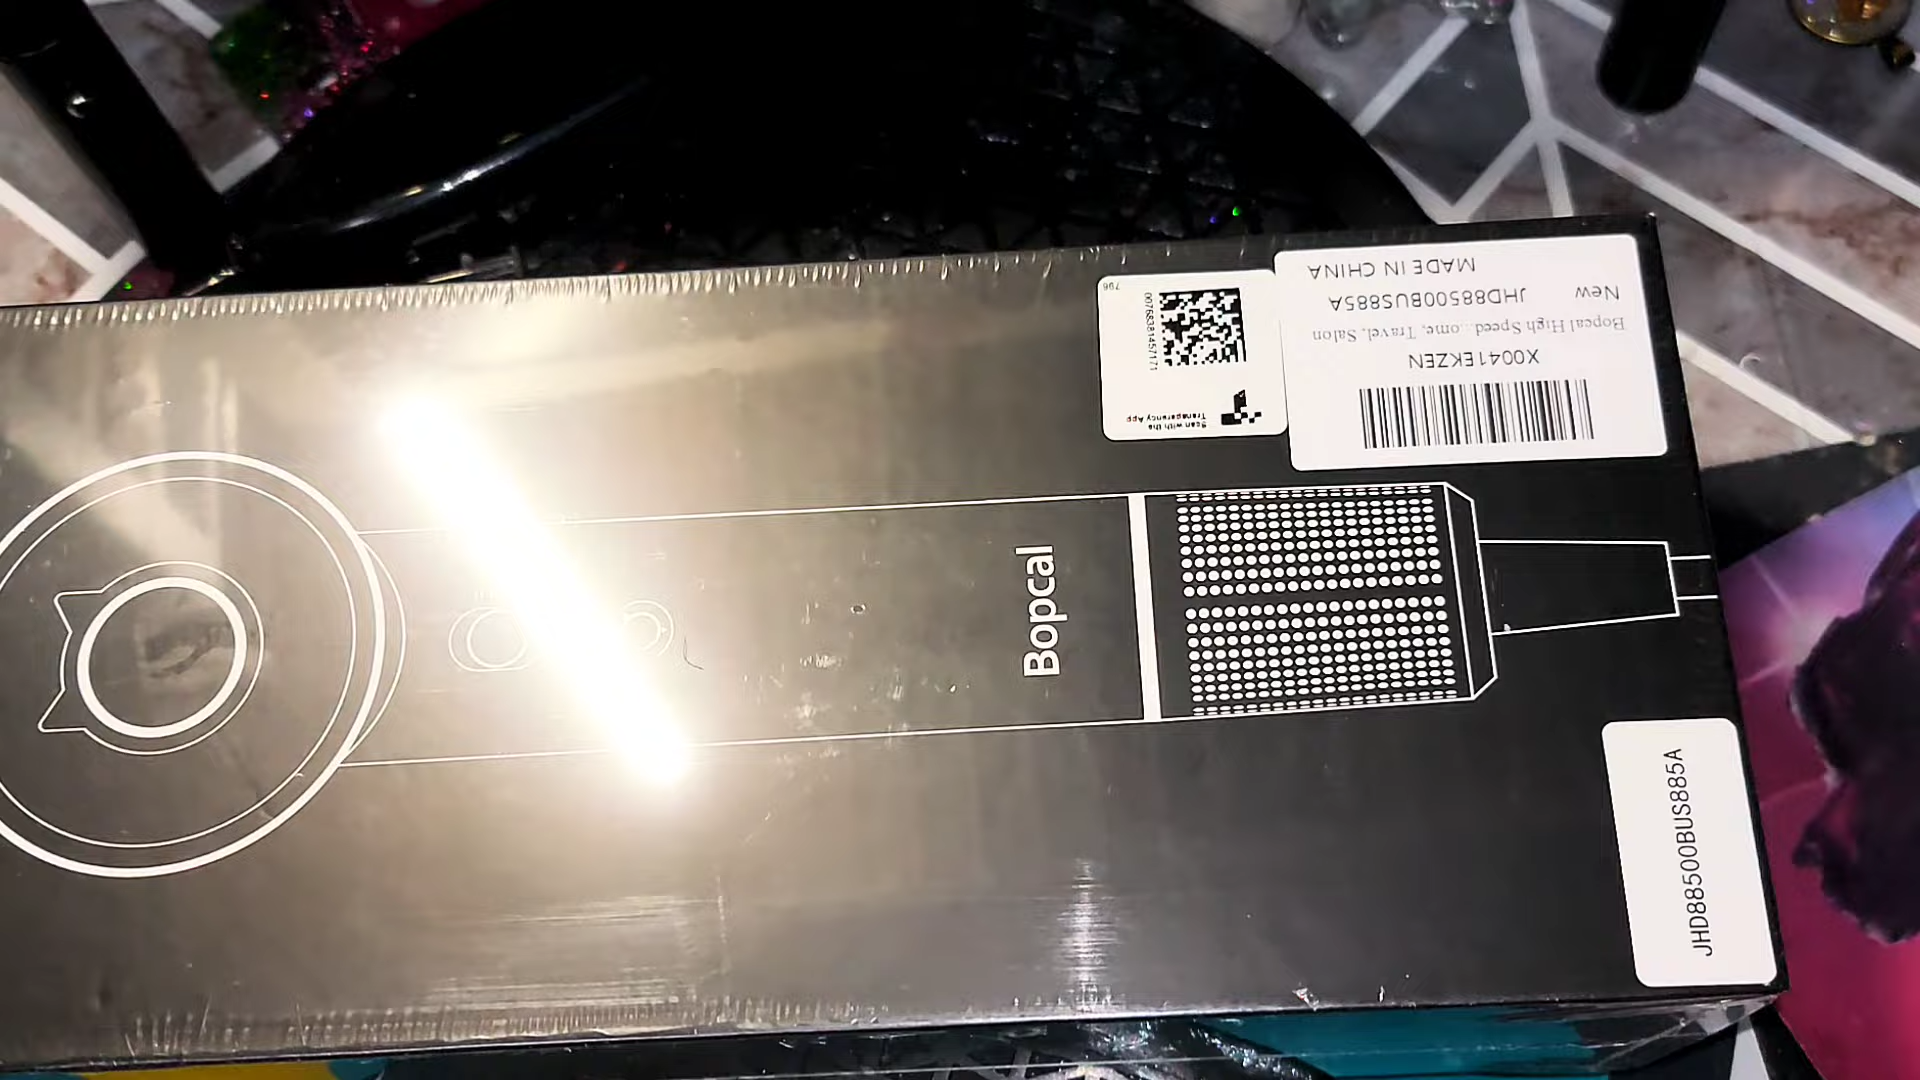 Bopcal
X0041EKZEN
Bopcal High Speed...ome, Travel, Salon
New
JHD88500BUS885A
MADE IN CHINA
Scan with the
Transparency App
796
JHD88500BUS885A